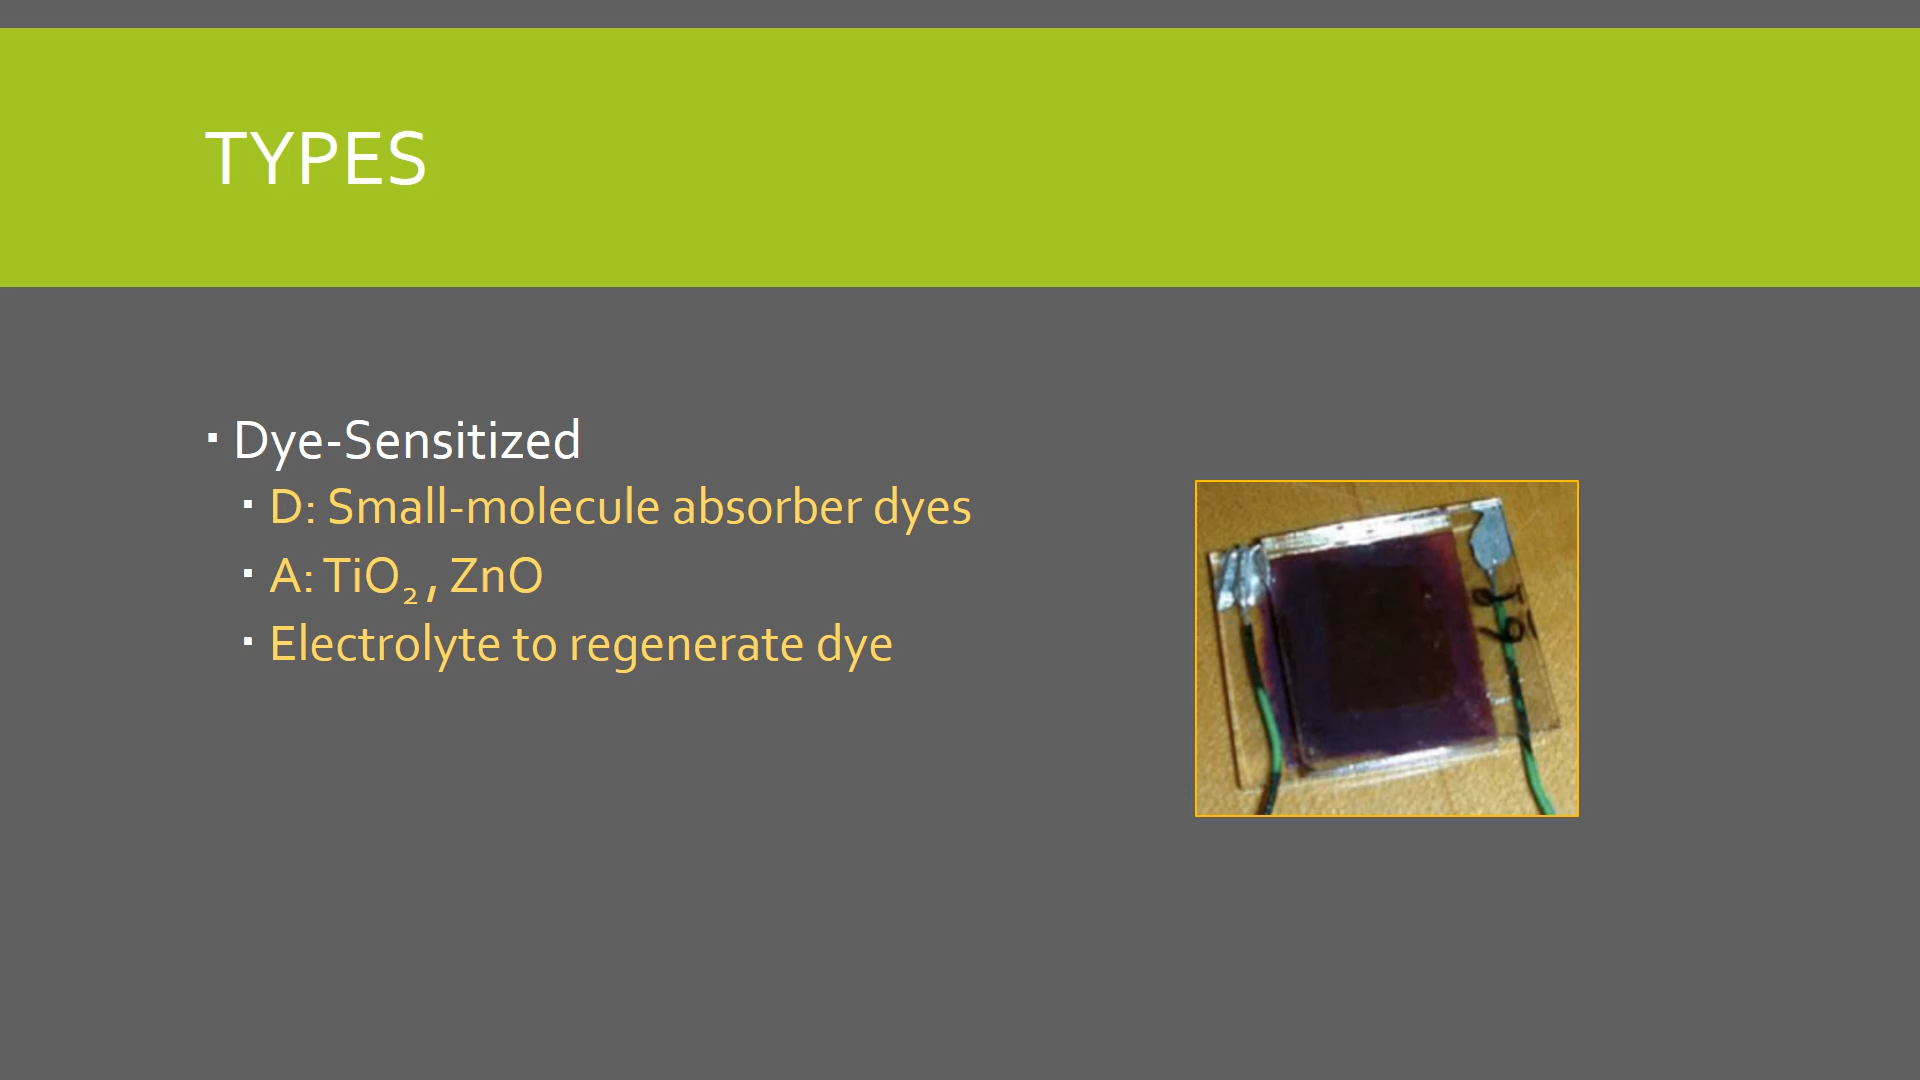 TYPES
▪ Dye-Sensitized
▪ D: Small-molecule absorber dyes
▪ A: TiO₂, ZnO
▪ Electrolyte to regenerate dye